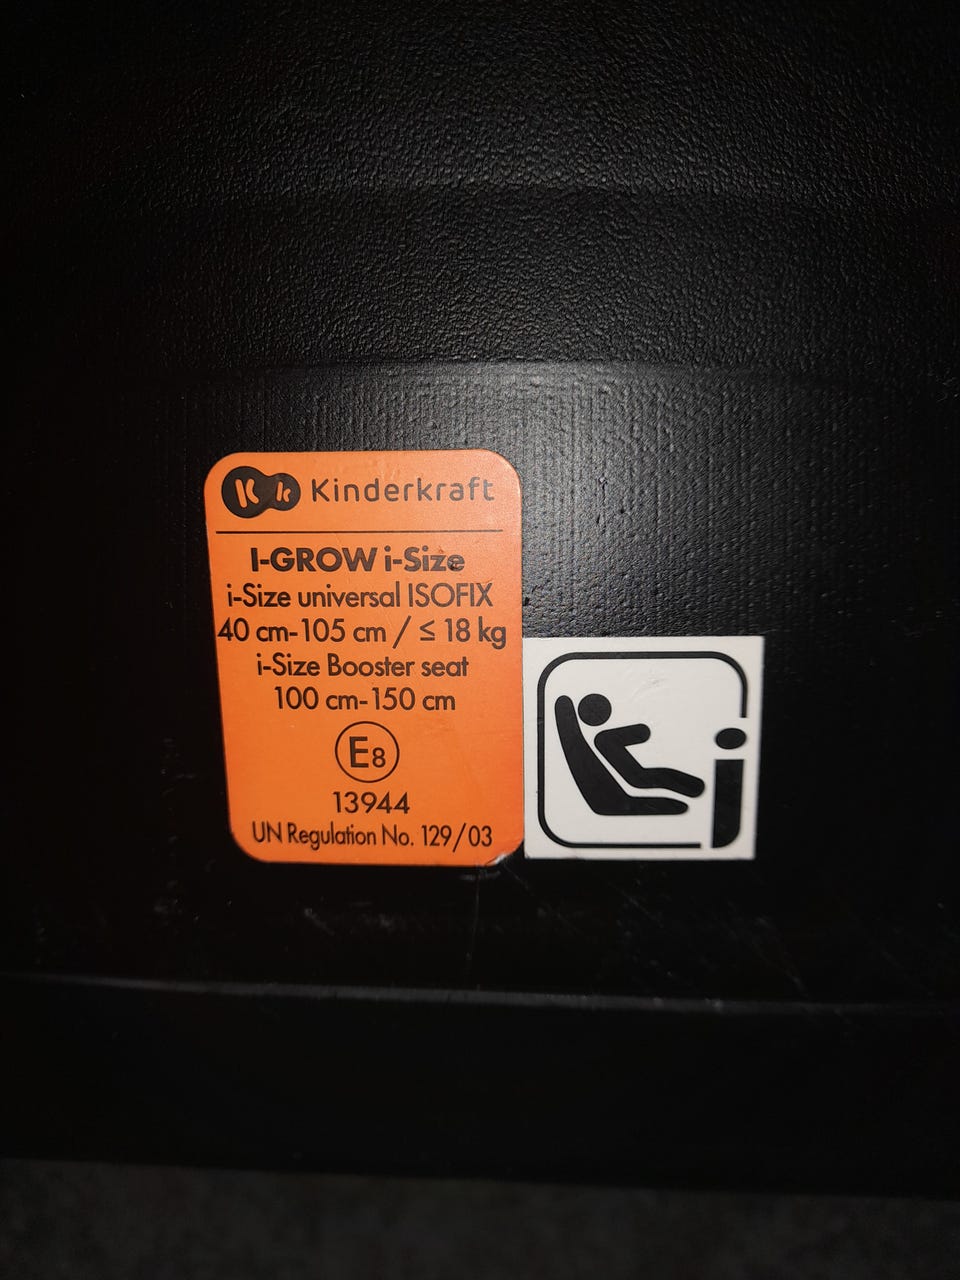 Kk Kinderkraft
I-GROW i-Size
i-Size universal ISOFIX
40 cm-105 cm / ≤ 18 kg
i-Size Booster seat
100 cm-150 cm
E8
13944
UN Regulation No. 129/03
i